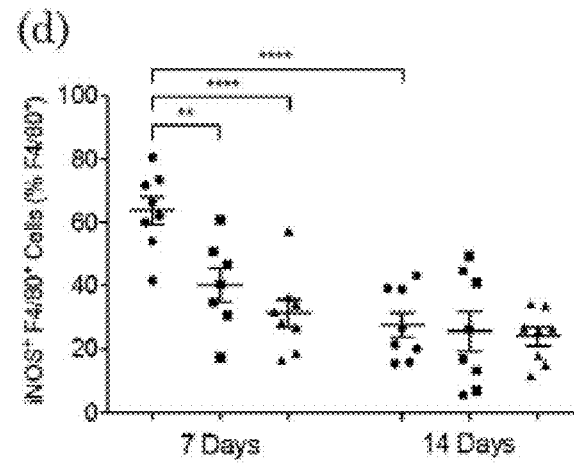 (d)
****
****
**
100
80
60
40
20
0
iNOS⁺ F4/80⁺ Cells (% F4/80⁺)
7 Days
14 Days